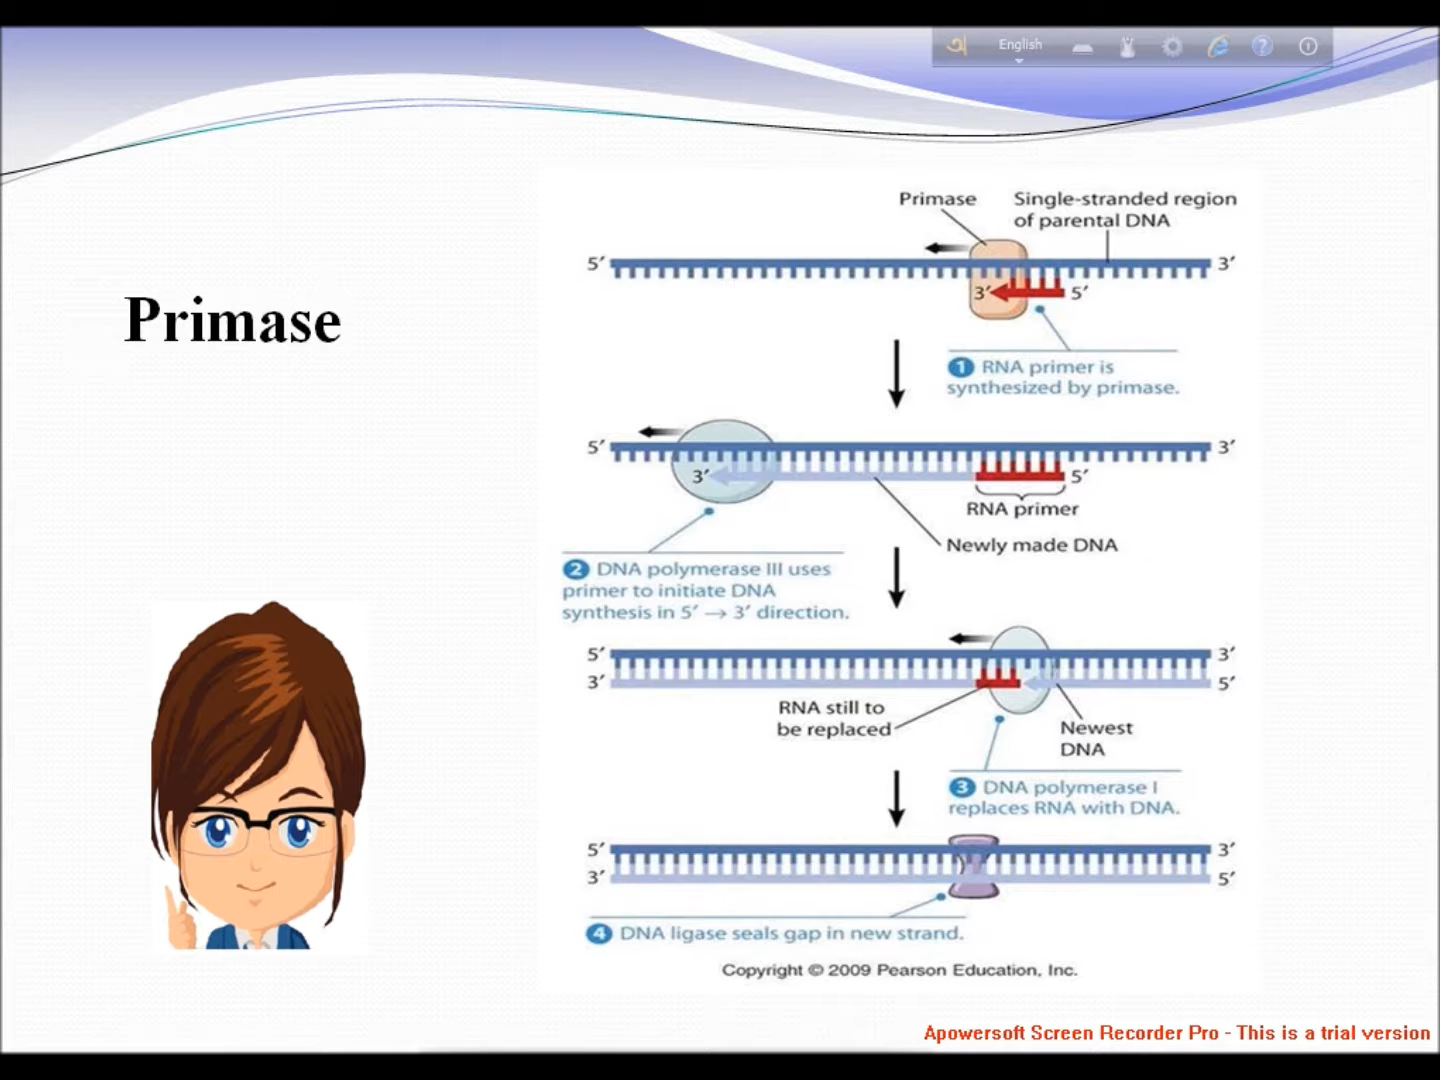 English
Primase
Primase
Single-stranded region
of parental DNA
5′
3′
3′
5′
1 RNA primer is
synthesized by primase.
5′
3′
3′
5′
RNA primer
Newly made DNA
2 DNA polymerase III uses
primer to initiate DNA
synthesis in 5′ → 3′ direction.
5′
3′
3′
5′
RNA still to
be replaced
Newest
DNA
3 DNA polymerase I
replaces RNA with DNA.
5′
3′
3′
5′
4 DNA ligase seals gap in new strand.
Copyright © 2009 Pearson Education, Inc.
Apowersoft Screen Recorder Pro - This is a trial version